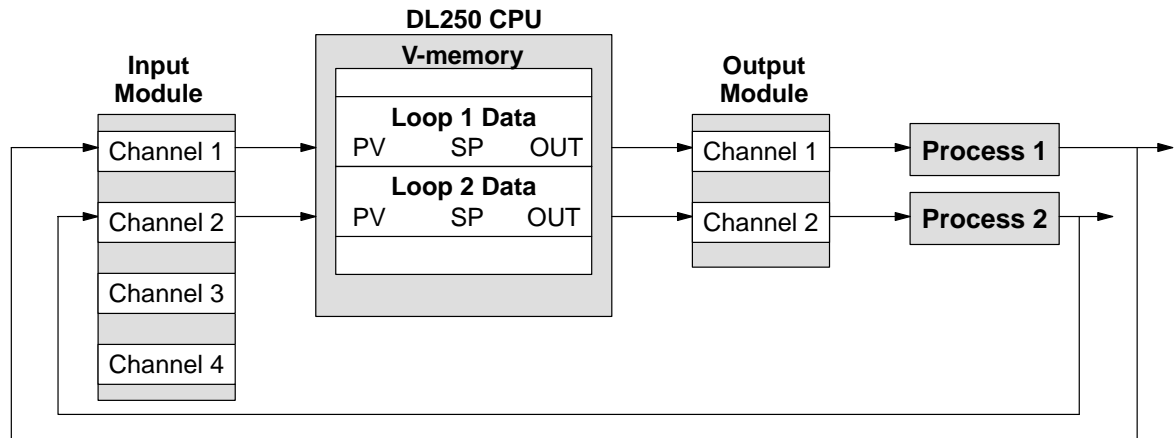 DL250 CPU
V-memory
Input
Module
Output
Module
Loop 1 Data
Channel 1
PV SP OUT
Channel 1
Process 1
Loop 2 Data
Channel 2
PV SP OUT
Channel 2
Process 2
Channel 3
Channel 4